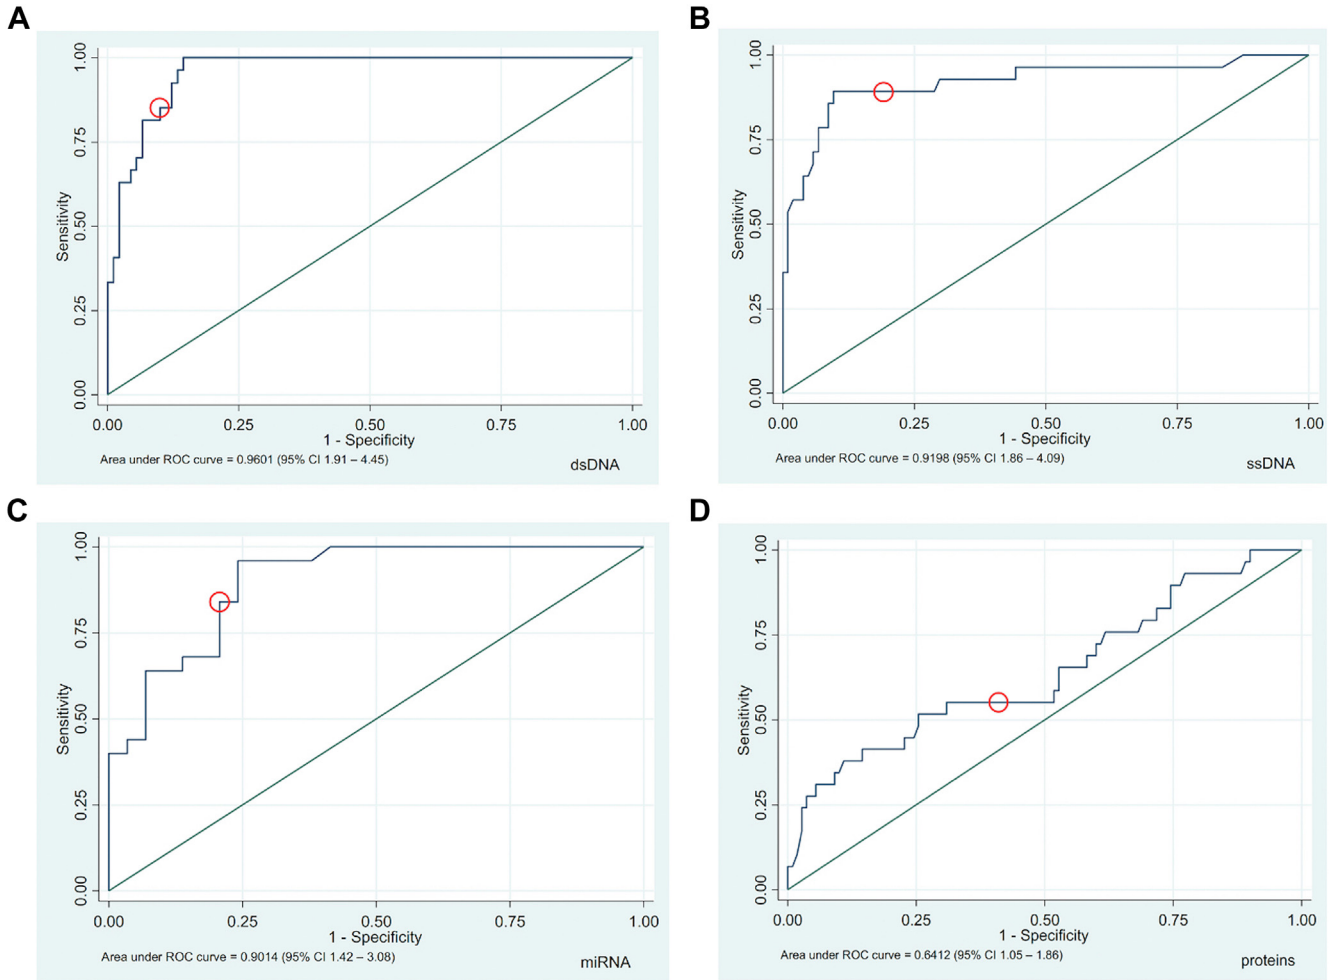 A
1.00
0.75
0.50
0.25
0.00
Sensitivity
0.00 0.25 0.50 0.75 1.00
1 - Specificity
Area under ROC curve = 0.9601 (95% CI 1.91 – 4.45)
dsDNA
B
1.00
0.75
0.50
0.25
0.00
Sensitivity
0.00 0.25 0.50 0.75 1.00
1 - Specificity
Area under ROC curve = 0.9198 (95% CI 1.86 – 4.09)
ssDNA
C
1.00
0.75
0.50
0.25
0.00
Sensitivity
0.00 0.25 0.50 0.75 1.00
1 - Specificity
Area under ROC curve = 0.9014 (95% CI 1.42 – 3.08)
miRNA
D
1.00
0.75
0.50
0.25
0.00
Sensitivity
0.00 0.25 0.50 0.75 1.00
1 - Specificity
Area under ROC curve = 0.6412 (95% CI 1.05 – 1.86)
proteins